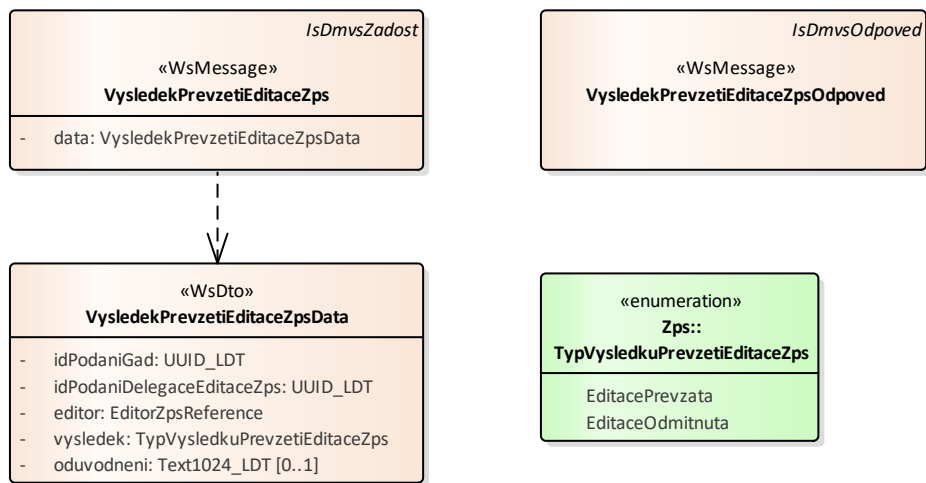 IsDmvsZadost
«WsMessage»
VysledekPrevzetiEditaceZps
- data: VysledekPrevzetiEditaceZpsData
IsDmvsOdpoved
«WsMessage»
VysledekPrevzetiEditaceZpsOdpoved
«WsDto»
VysledekPrevzetiEditaceZpsData
- idPodaniGad: UUID_LDT
- idPodaniDelegaceEditaceZps: UUID_LDT
- editor: EditorZpsReference
- vysledek: TypVysledkuPrevzetiEditaceZps
- oduvodneni: Text1024_LDT [0..1]
«enumeration»
Zps::
TypVysledkuPrevzetiEditaceZps
EditacePrevzata
EditaceOdmitnuta